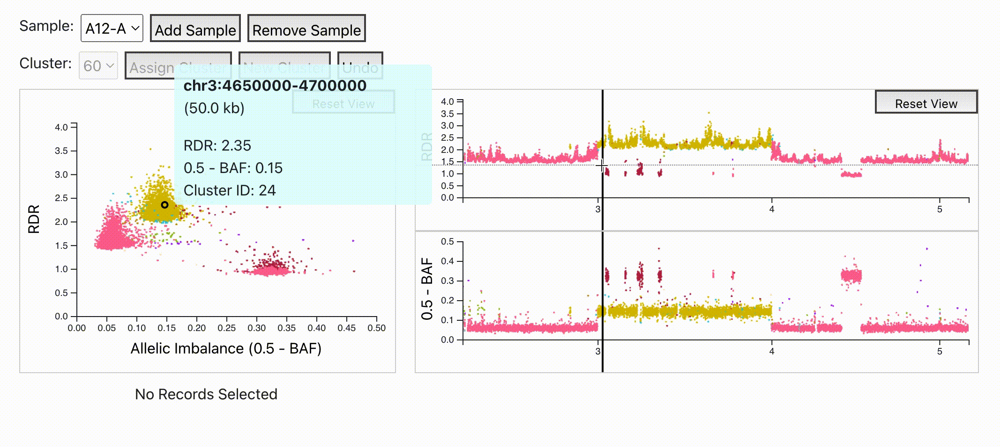 Sample: A12-A Add Sample Remove Sample
Cluster: 60 Assign Cluster New Cluster Undo
chr3:4650000-4700000
(50.0 kb)
Reset View
RDR: 2.35
0.5 - BAF: 0.15
Cluster ID: 24
RDR
4.0
3.5
3.0
2.5
2.0
1.5
1.0
0.5
0.0
0.00 0.05 0.10 0.15 0.20 0.25 0.30 0.35 0.40 0.45 0.50
Allelic Imbalance (0.5 - BAF)
No Records Selected
Reset View
RDR
4.0
3.5
3.0
2.5
2.0
1.5
1.0
0.5
0.0
3 4 5
0.5 - BAF
0.5
0.4
0.3
0.2
0.1
0.0
3 4 5